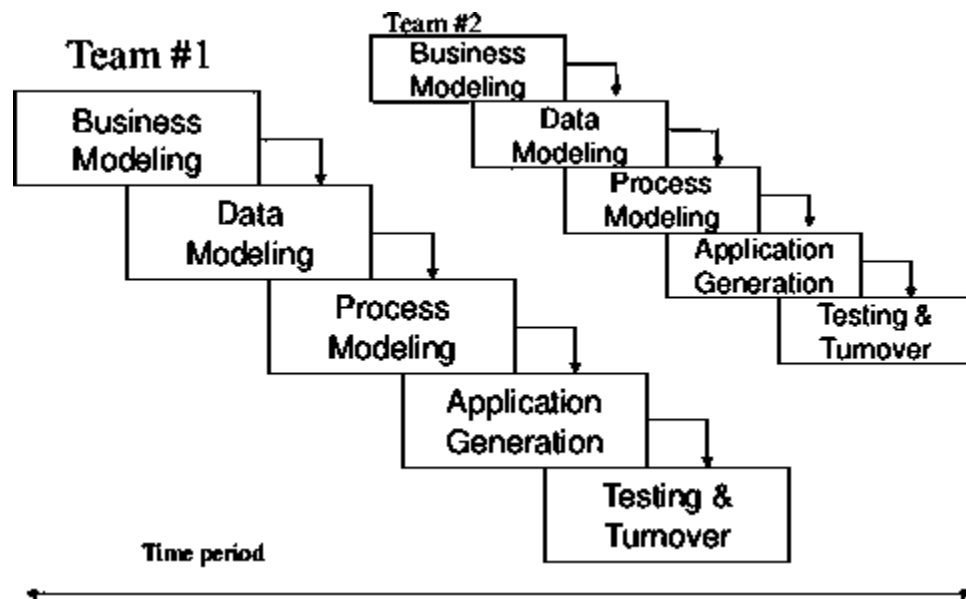 Team #1
Business
Modeling
Data
Modeling
Process
Modeling
Application
Generation
Testing &
Turnover
Team #2
Business
Modeling
Data
Modeling
Process
Modeling
Application
Generation
Testing &
Turnover
Time period